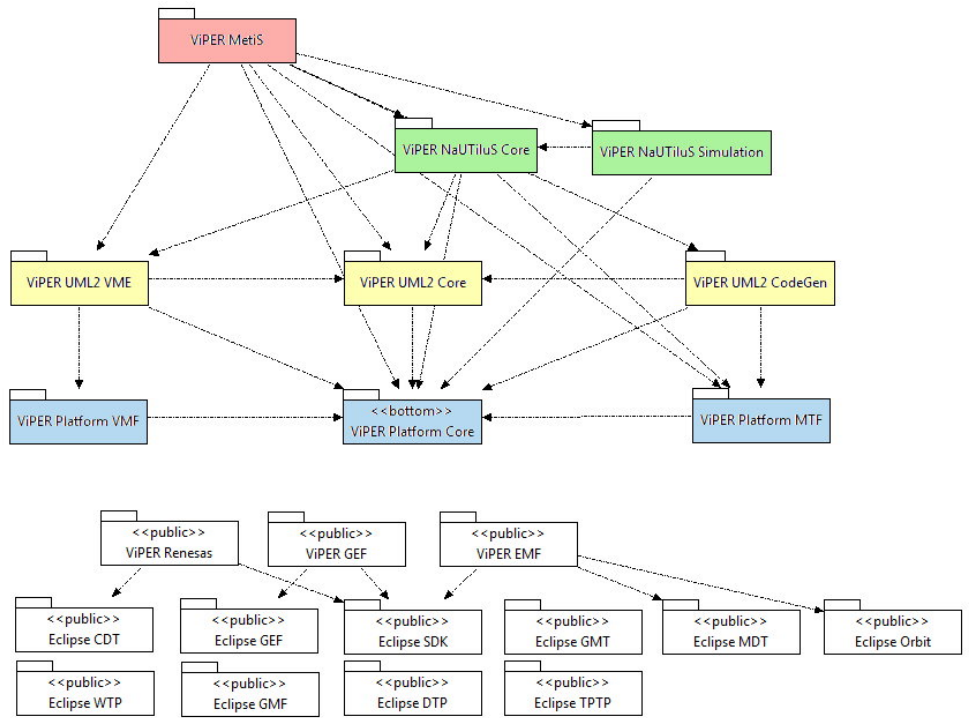 ViPER MetiS
ViPER NaUTiluS Core
ViPER NaUTiluS Simulation
ViPER UML2 VME
ViPER UML2 Core
ViPER UML2 CodeGen
ViPER Platform VMF
<<bottom>>
ViPER Platform Core
ViPER Platform MTF
<<public>>
ViPER Renesas
<<public>>
ViPER GEF
<<public>>
ViPER EMF
<<public>>
Eclipse CDT
<<public>>
Eclipse GEF
<<public>>
Eclipse SDK
<<public>>
Eclipse GMT
<<public>>
Eclipse MDT
<<public>>
Eclipse Orbit
<<public>>
Eclipse WTP
<<public>>
Eclipse GMF
<<public>>
Eclipse DTP
<<public>>
Eclipse TPTP